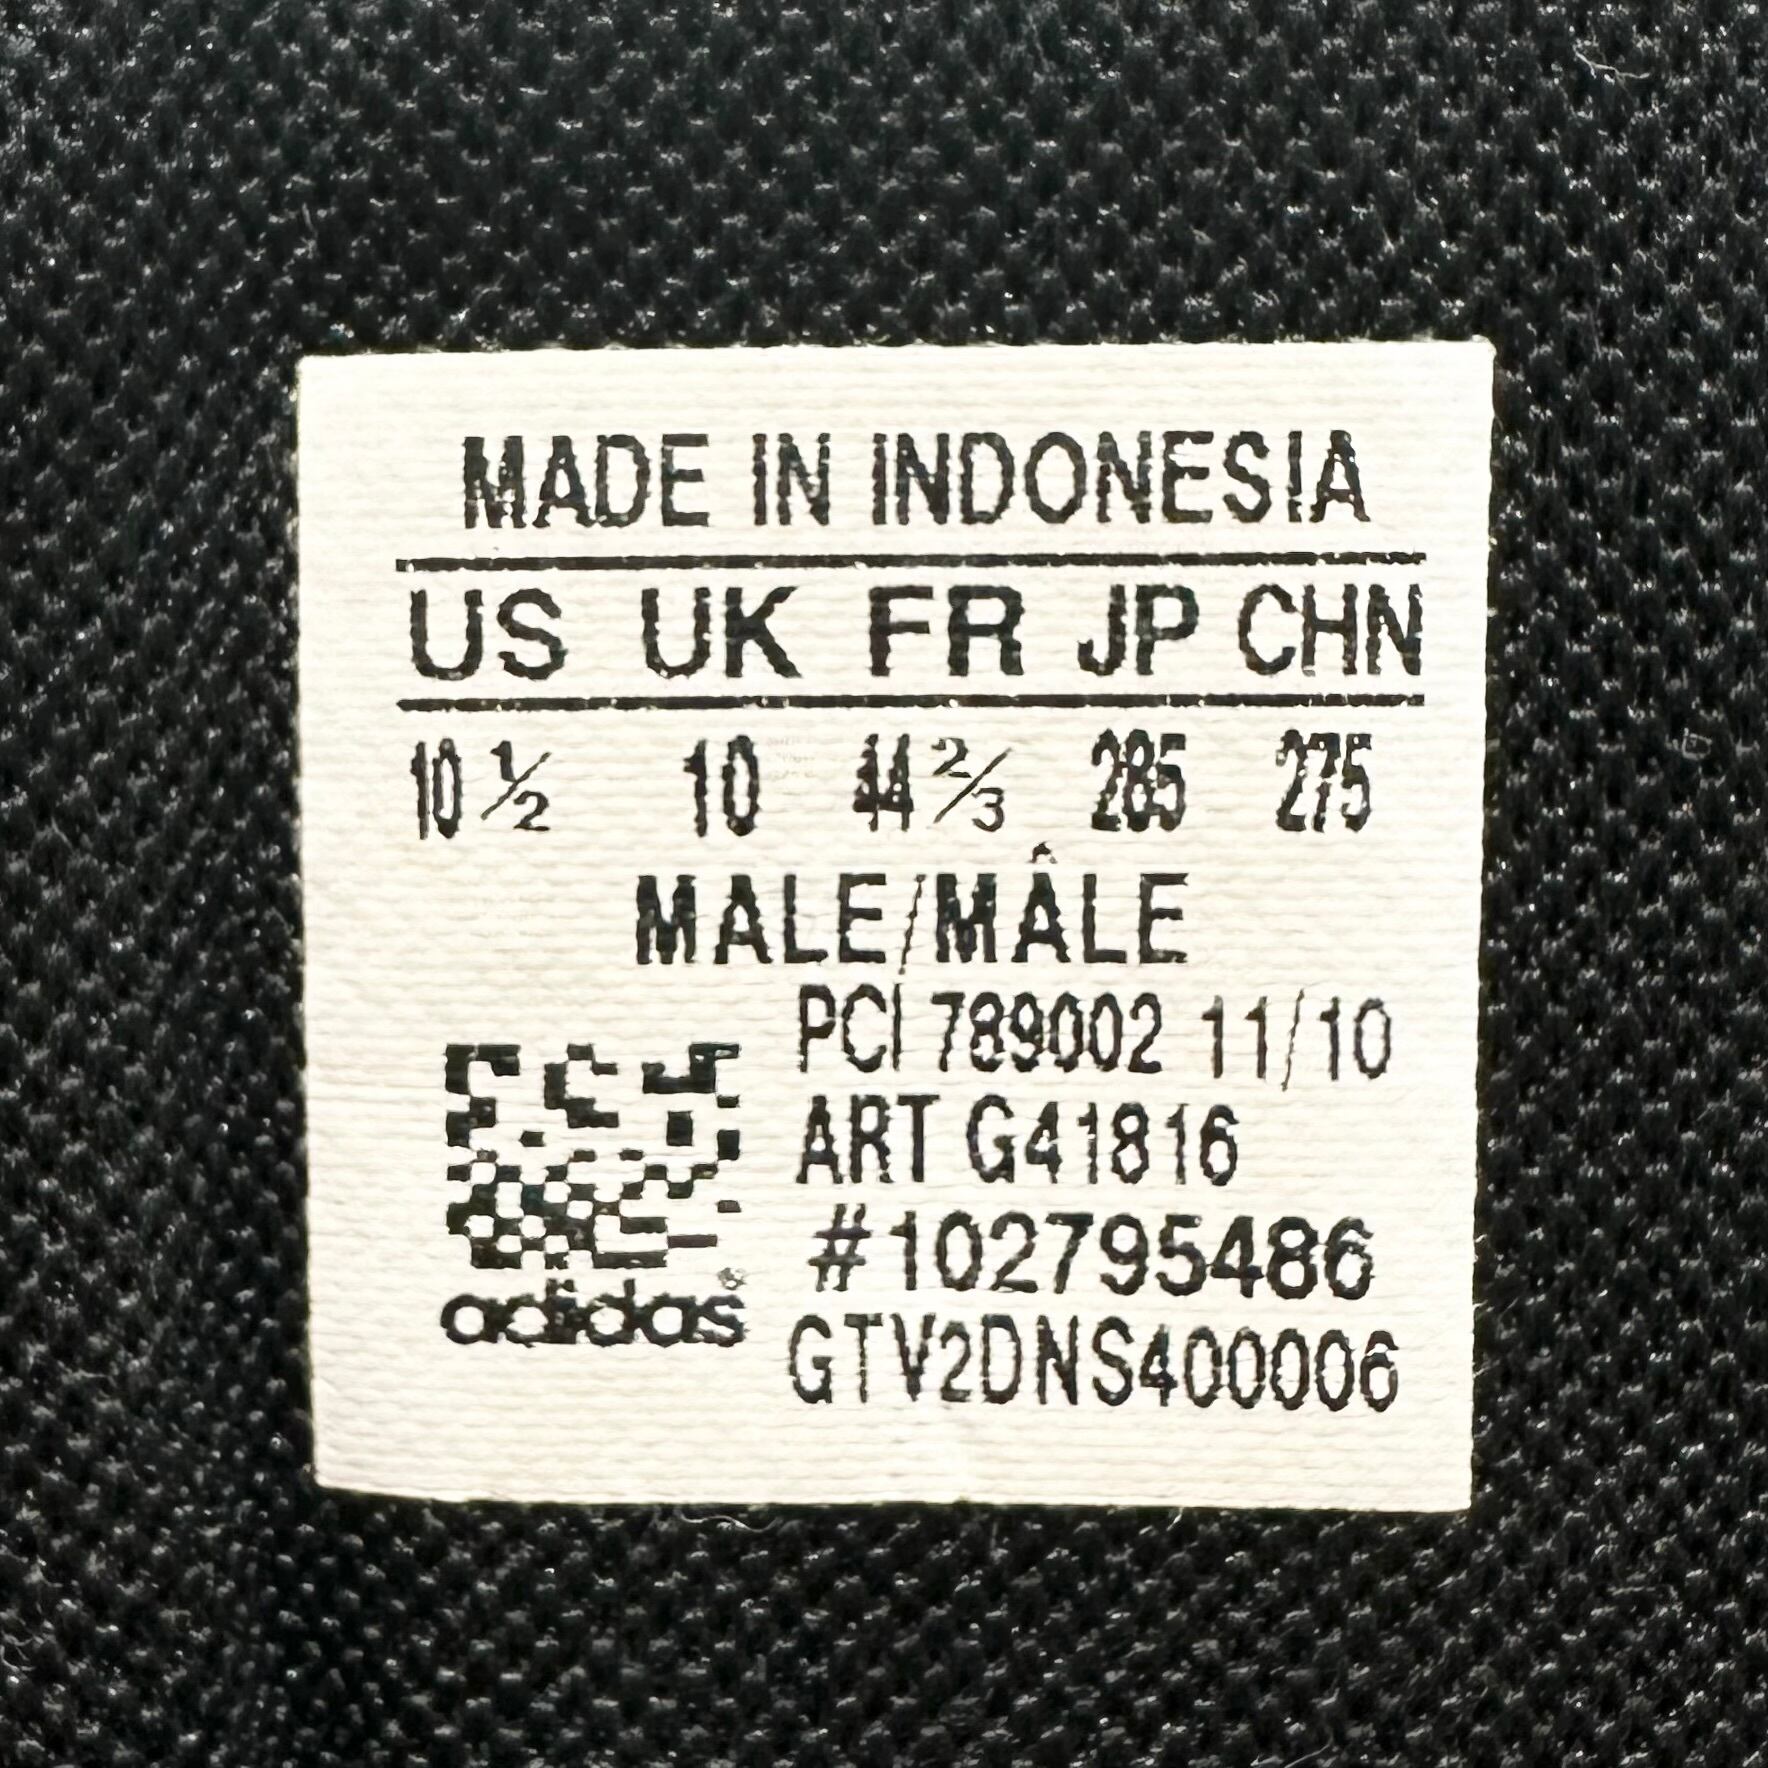 MADE IN INDONESIA
US UK FR JP CHN
10 1/2 10 44 2/3 285 275
MALE/MÂLE
PCI 789002 11/10
ART G41816
#102795486
adidas®
GTV2DNS400006